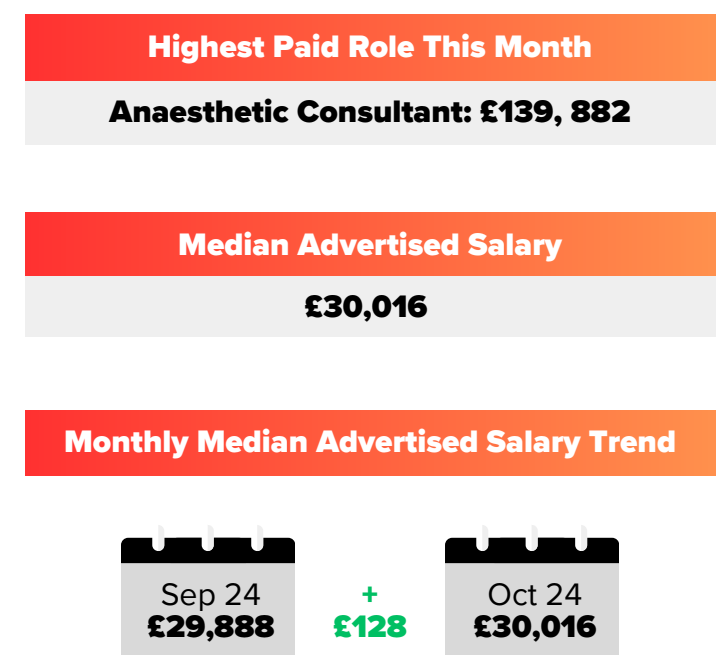 Highest Paid Role This Month
Anaesthetic Consultant: £139, 882
Median Advertised Salary
£30,016
Monthly Median Advertised Salary Trend
Sep 24
£29,888
+
£128
Oct 24
£30,016